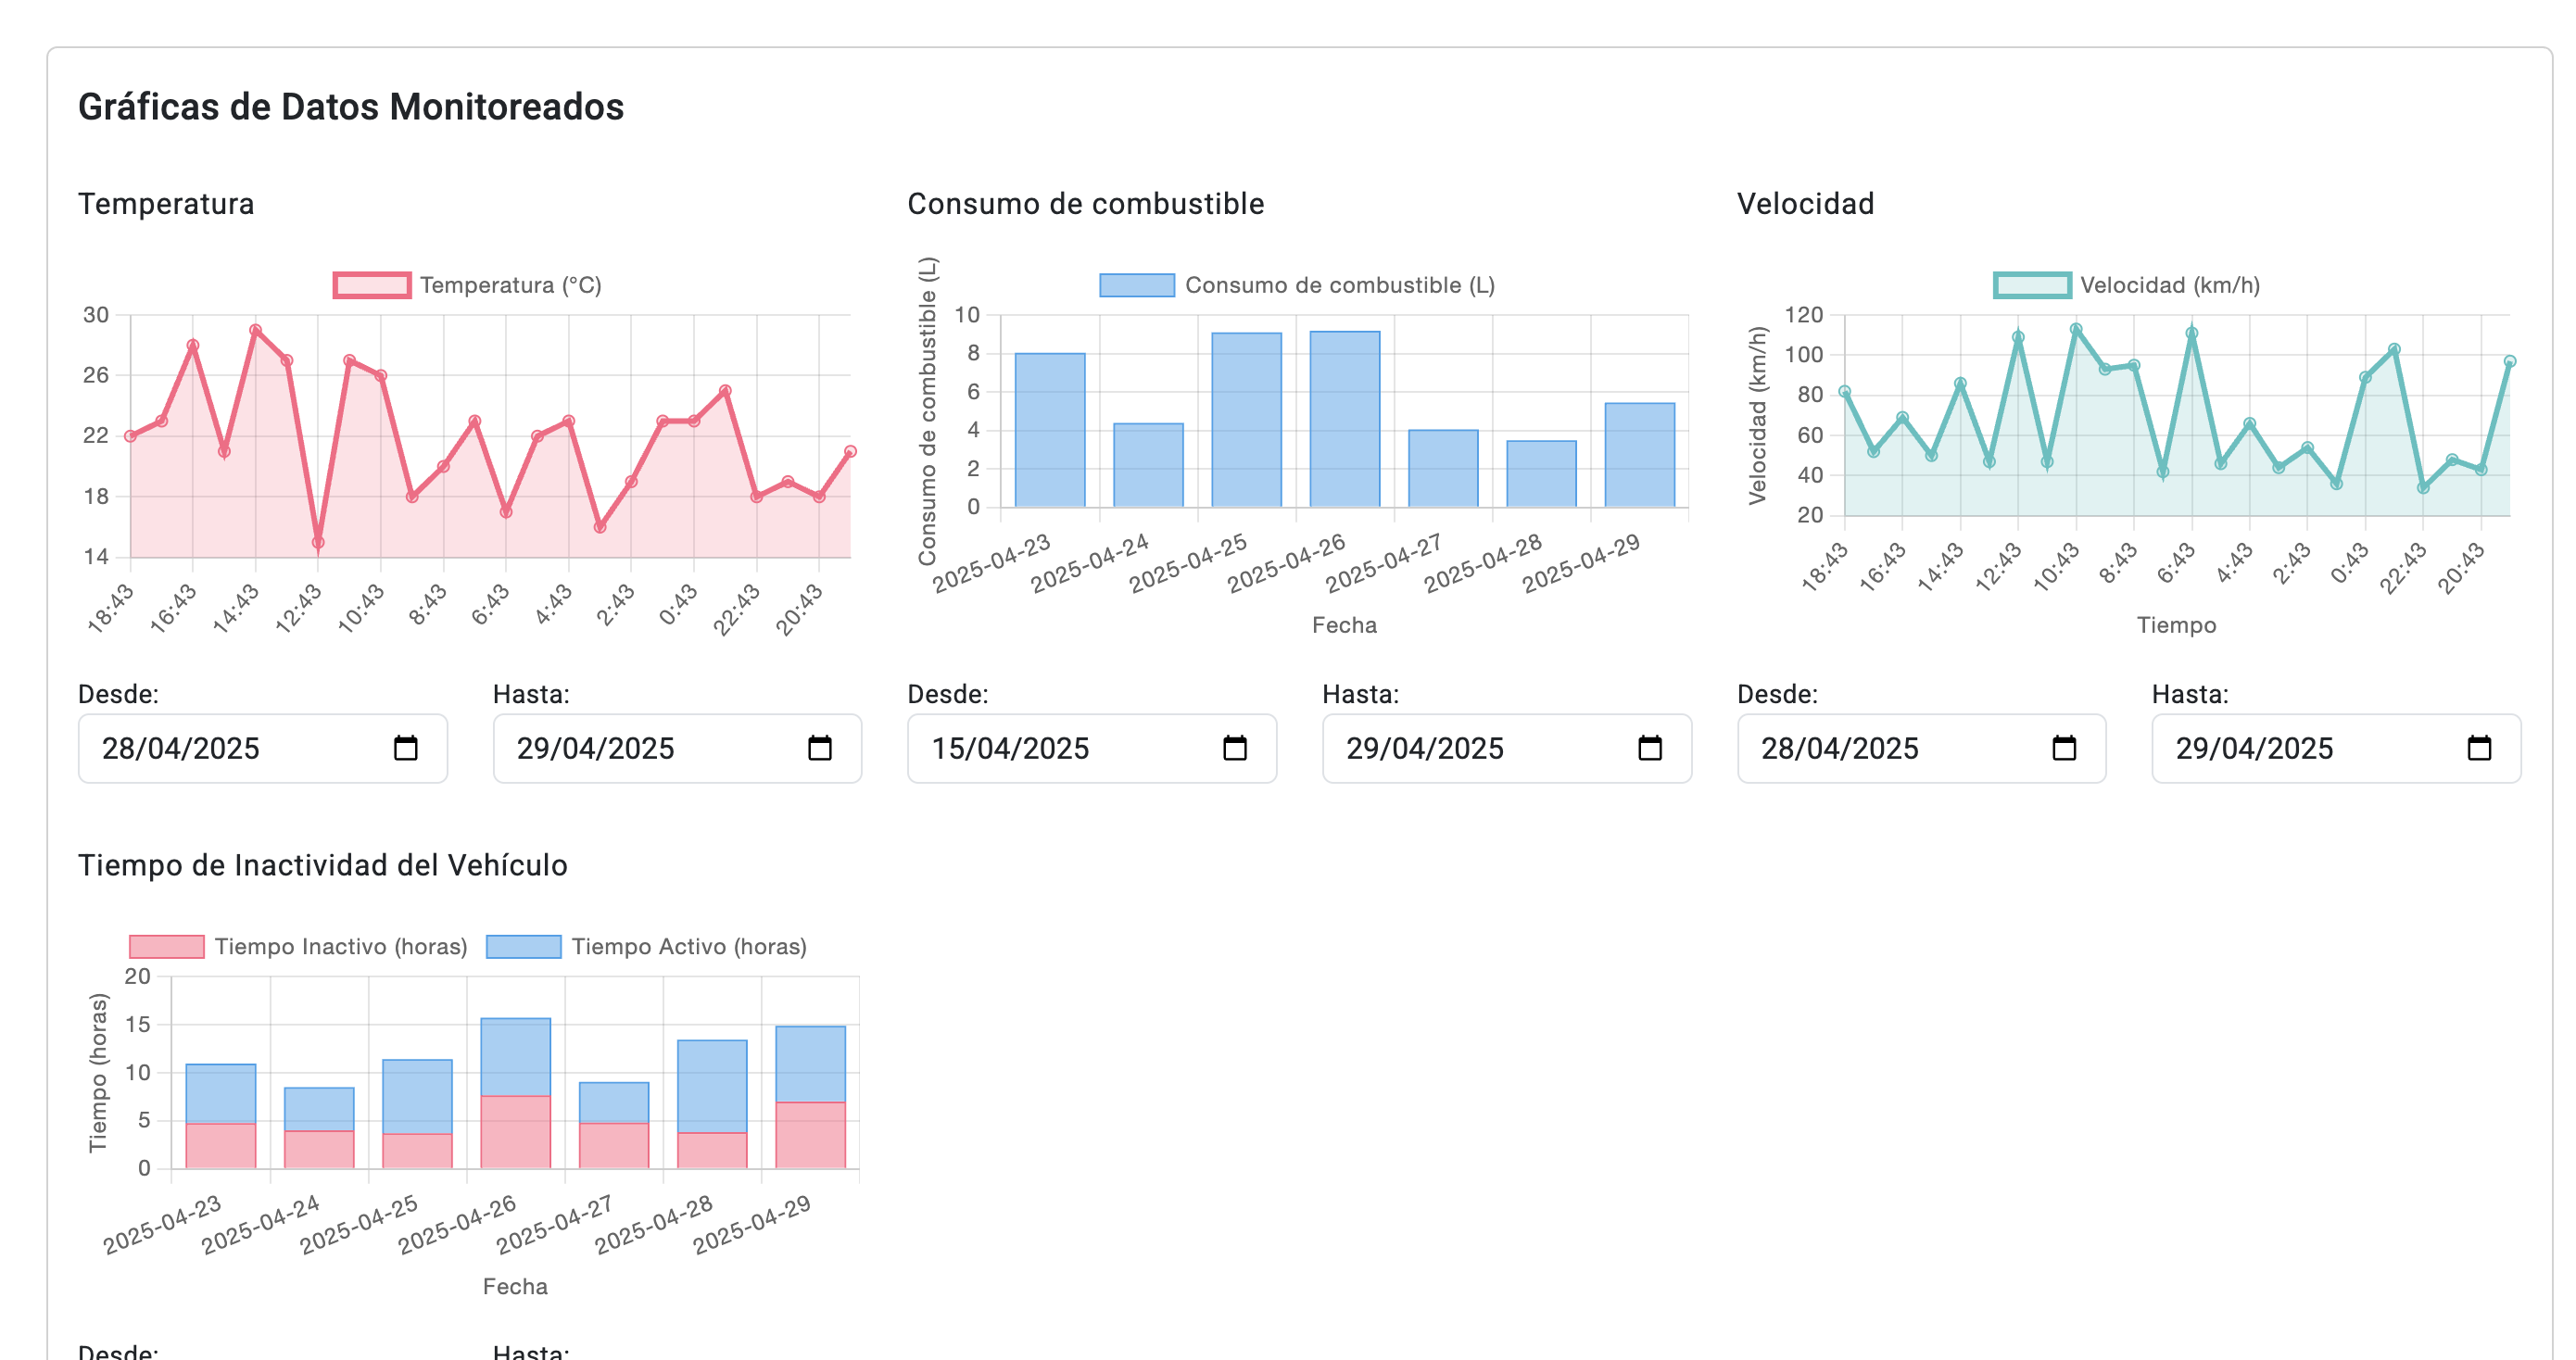 Gráficas de Datos Monitoreados
Temperatura
Temperatura (°C)
30
26
22
18
14
18:43
16:43
14:43
12:43
10:43
8:43
6:43
4:43
2:43
0:43
22:43
20:43
Desde:
Hasta:
28/04/2025
29/04/2025
Consumo de combustible
Consumo de combustible (L)
Consumo de combustible (L)
10
8
6
4
2
0
2025-04-23
2025-04-24
2025-04-25
2025-04-26
2025-04-27
2025-04-28
2025-04-29
Fecha
Desde:
Hasta:
15/04/2025
29/04/2025
Velocidad
Velocidad (km/h)
Velocidad (km/h)
120
100
80
60
40
20
18:43
16:43
14:43
12:43
10:43
8:43
6:43
4:43
2:43
0:43
22:43
20:43
Tiempo
Desde:
Hasta:
28/04/2025
29/04/2025
Tiempo de Inactividad del Vehículo
Tiempo Inactivo (horas)
Tiempo Activo (horas)
Tiempo (horas)
20
15
10
5
0
2025-04-23
2025-04-24
2025-04-25
2025-04-26
2025-04-27
2025-04-28
2025-04-29
Fecha
Desde:
Hasta: